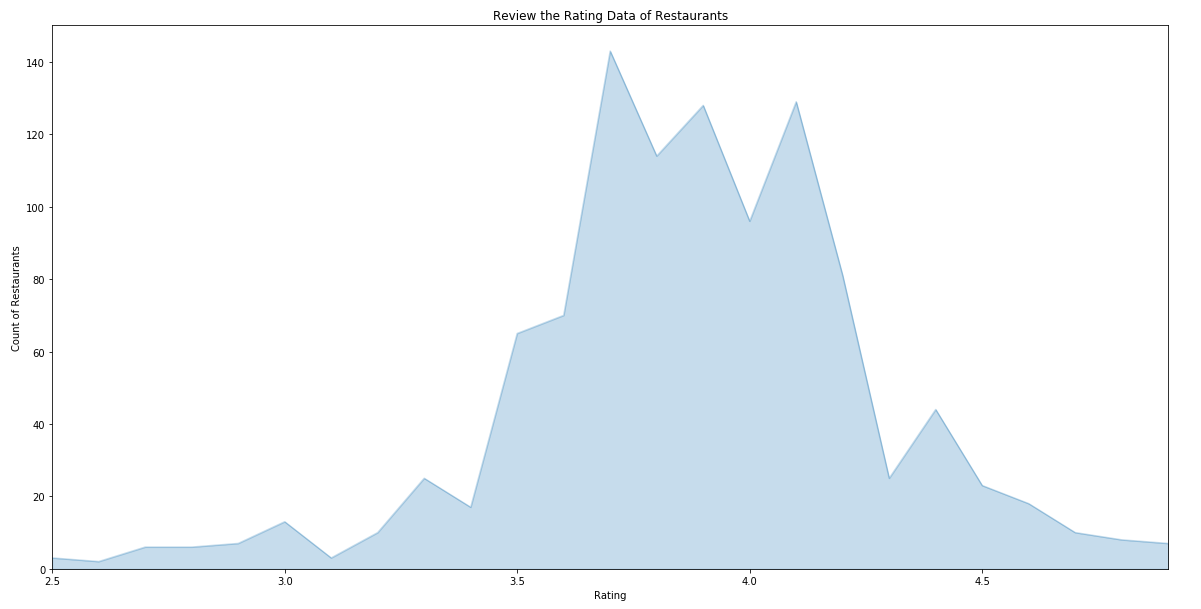 Review the Rating Data of Restaurants
140
120
100
80
60
40
20
0
Count of Restaurants
2.5 3.0 3.5 4.0 4.5
Rating